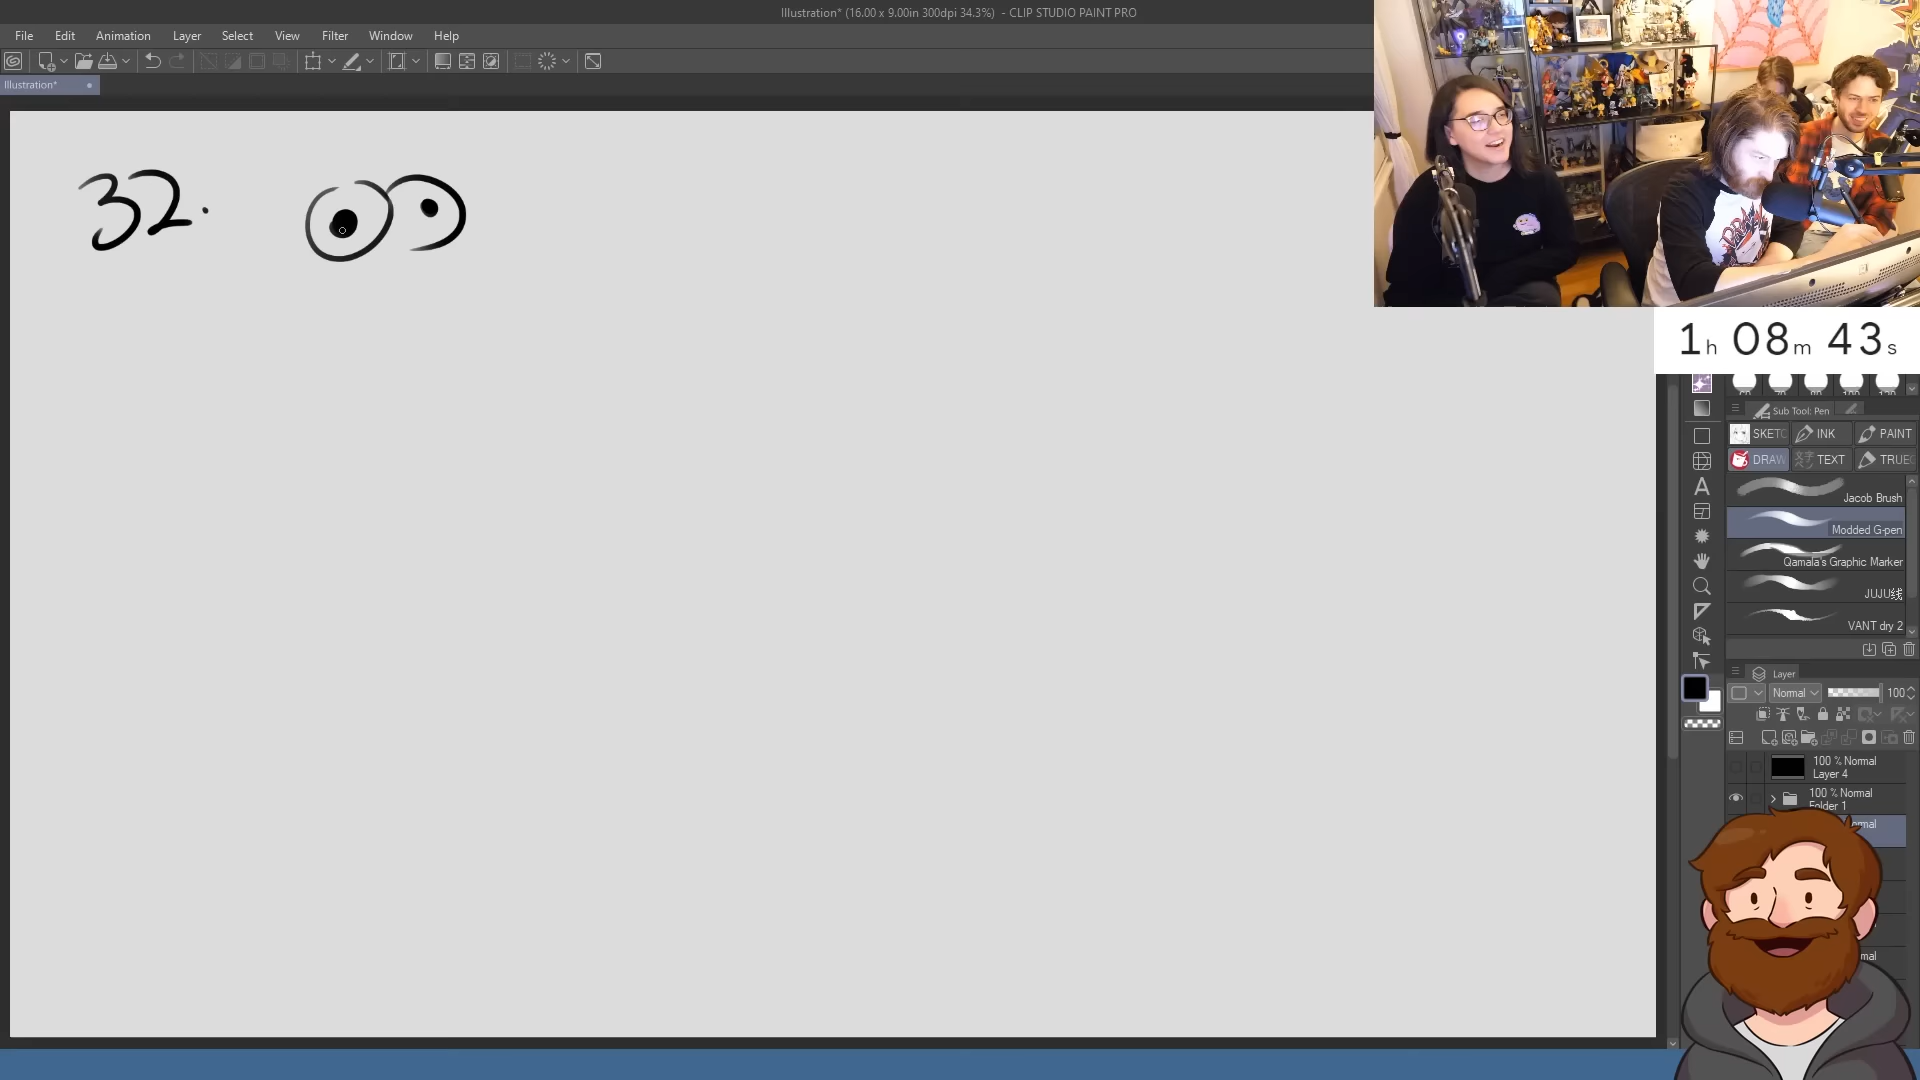 Illustration* (16.00 x 9.00in 300dpi 34.3%) - CLIP STUDIO PAINT PRO
File Edit Animation Layer Select View Filter Window Help
Illustration*
32.
1h 08m 43s
Sub Tool: Pen
SKETC INK PAINT
DRAW TEXT TRUEC
Jacob Brush
Modded G-pen
Qamala's Graphic Marker
JUJU线
VANT dry 2
Layer
Normal 100
100 % Normal
Layer 4
100 % Normal
Folder 1